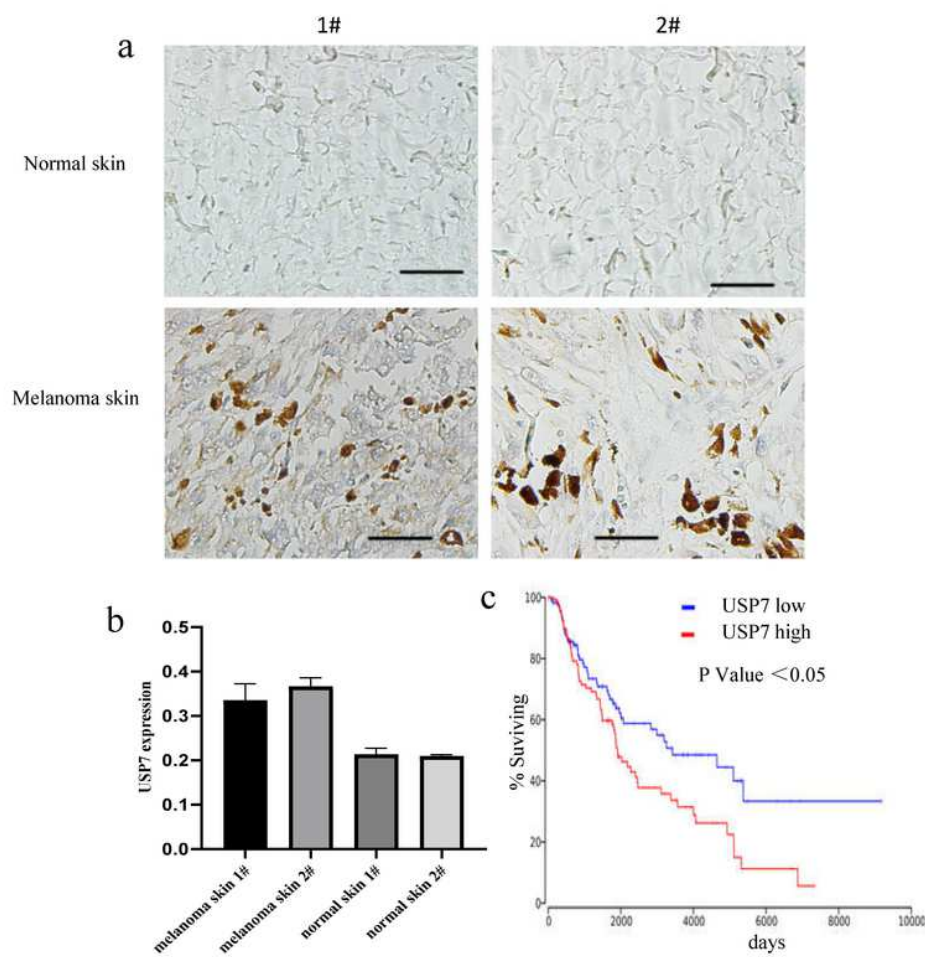 1#
2#
a
Normal skin
Melanoma skin
b
USP7 expression
0.5
0.4
0.3
0.2
0.1
0.0
melanoma skin 1#
melanoma skin 2#
normal skin 1#
normal skin 2#
c
USP7 low
USP7 high
P Value <0.05
% Suviving
100
80
60
40
20
0
0
2000
4000
6000
8000
10000
days